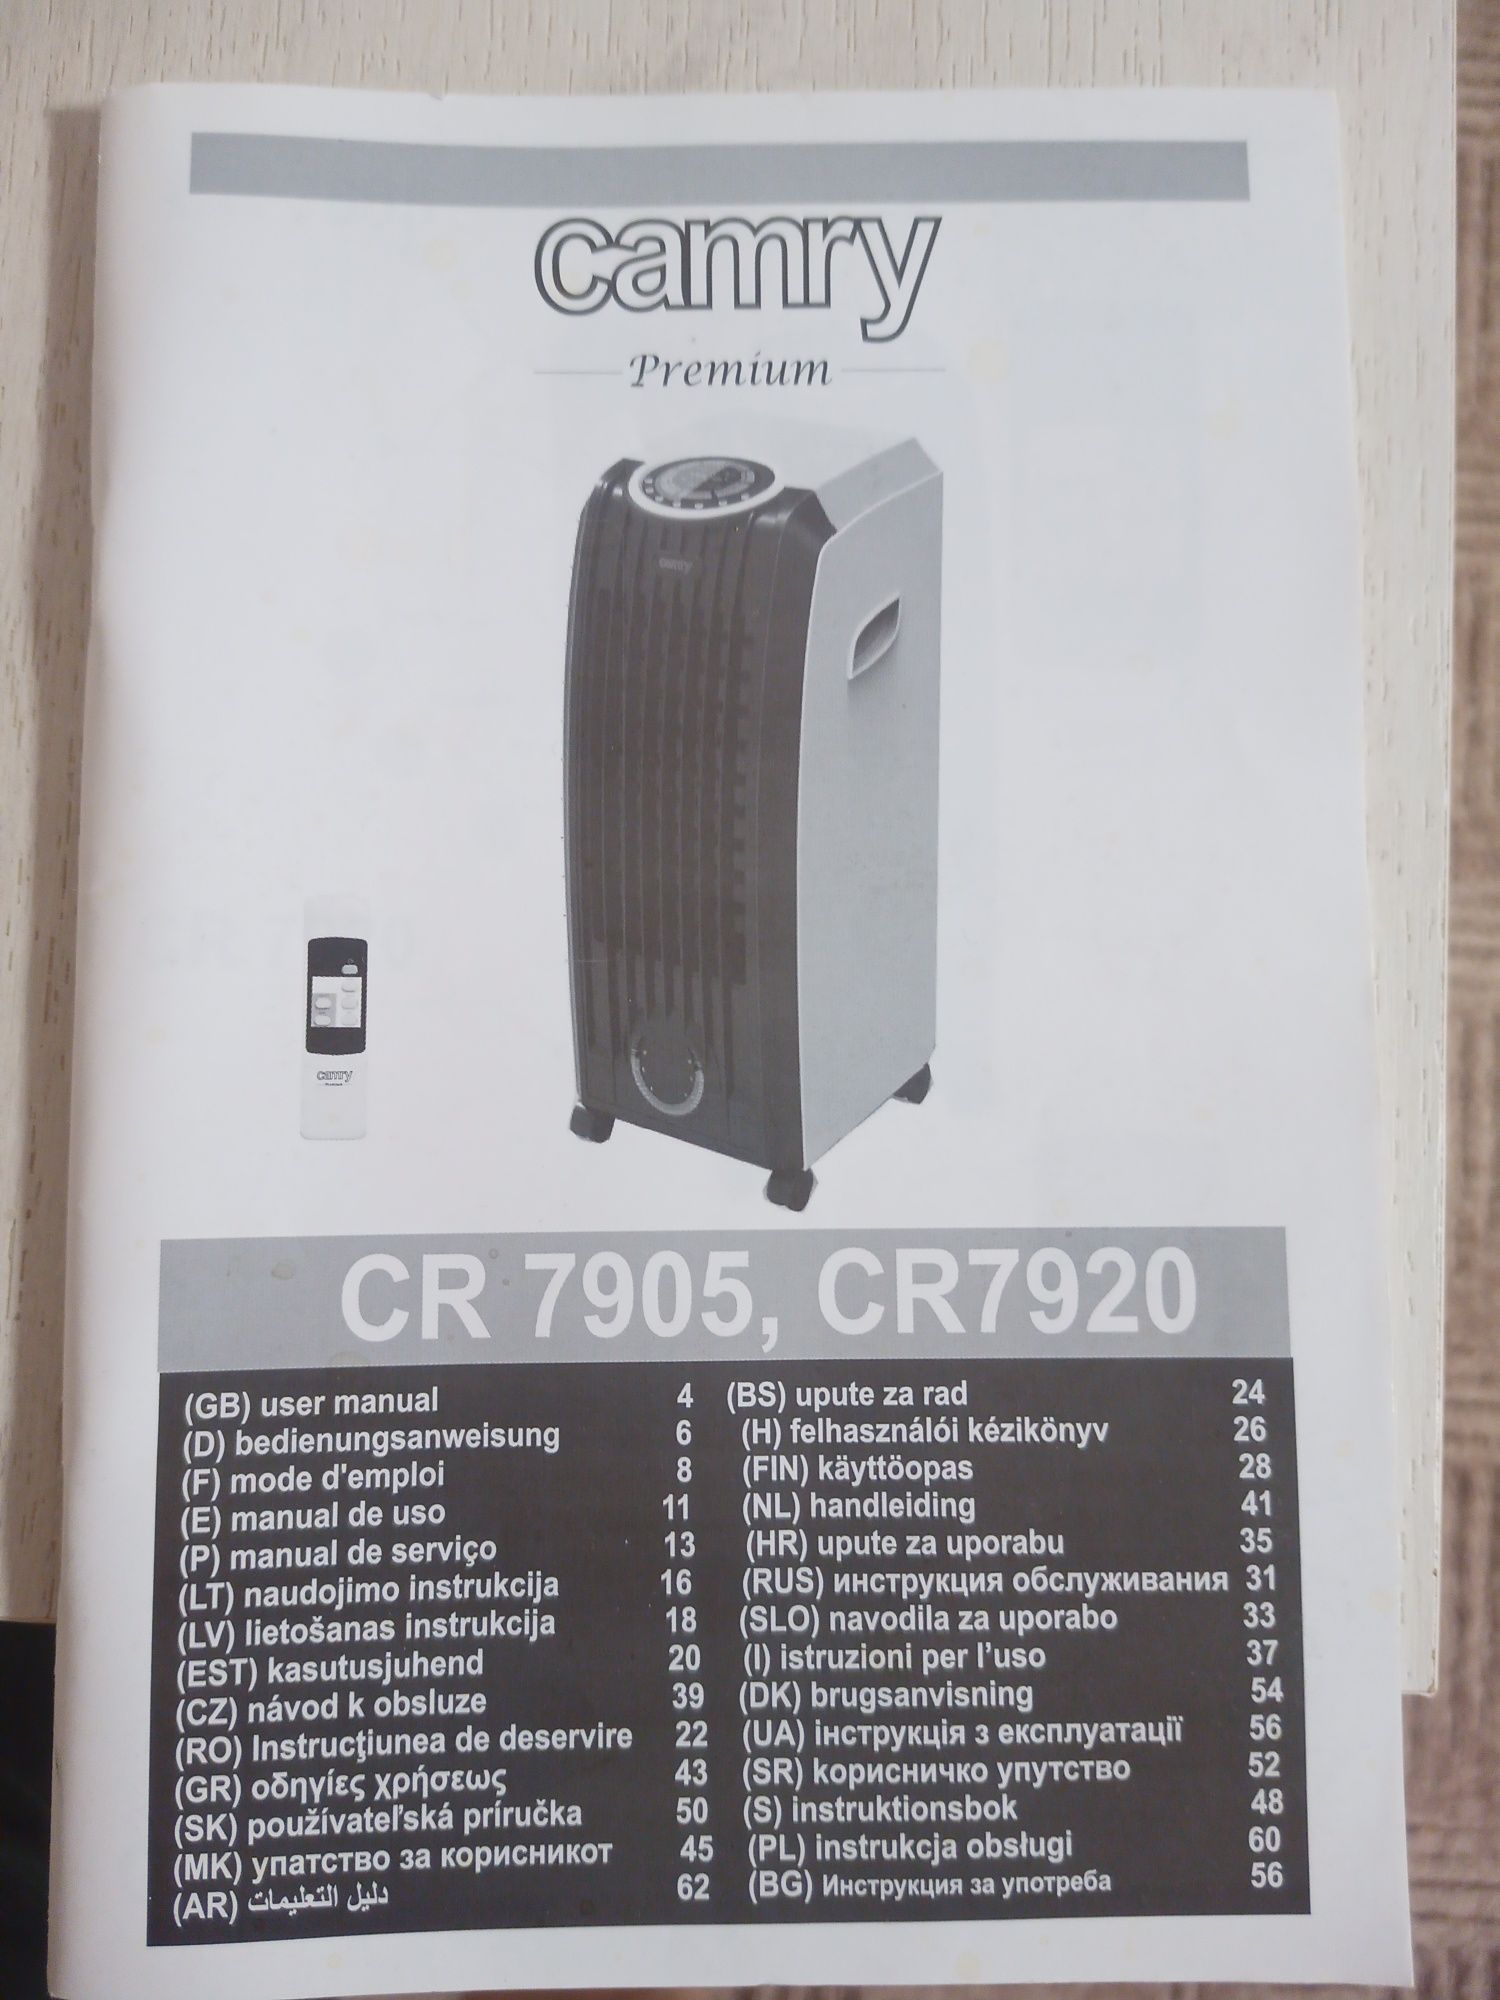 camry
Premium
camry
camry
Premium
CR 7905, CR7920
(GB) user manual 4
(D) bedienungsanweisung 6
(F) mode d'emploi 8
(E) manual de uso 11
(P) manual de serviço 13
(LT) naudojimo instrukcija 16
(LV) lietošanas instrukcija 18
(EST) kasutusjuhend 20
(CZ) návod k obsluze 39
(RO) Instrucţiunea de deservire 22
(GR) οδηγίες χρήσεως 43
(SK) používateľská príručka 50
(MK) упатство за корисникот 45
(AR) دليل التعليمات 62
(BS) upute za rad 24
(H) felhasználói kézikönyv 26
(FIN) käyttöopas 28
(NL) handleiding 41
(HR) upute za uporabu 35
(RUS) инструкция обслуживания 31
(SLO) navodila za uporabo 33
(I) istruzioni per l’uso 37
(DK) brugsanvisning 54
(UA) інструкція з експлуатації 56
(SR) корисничко упутство 52
(S) instruktionsbok 48
(PL) instrukcja obsługi 60
(BG) Инструкция за употреба 56